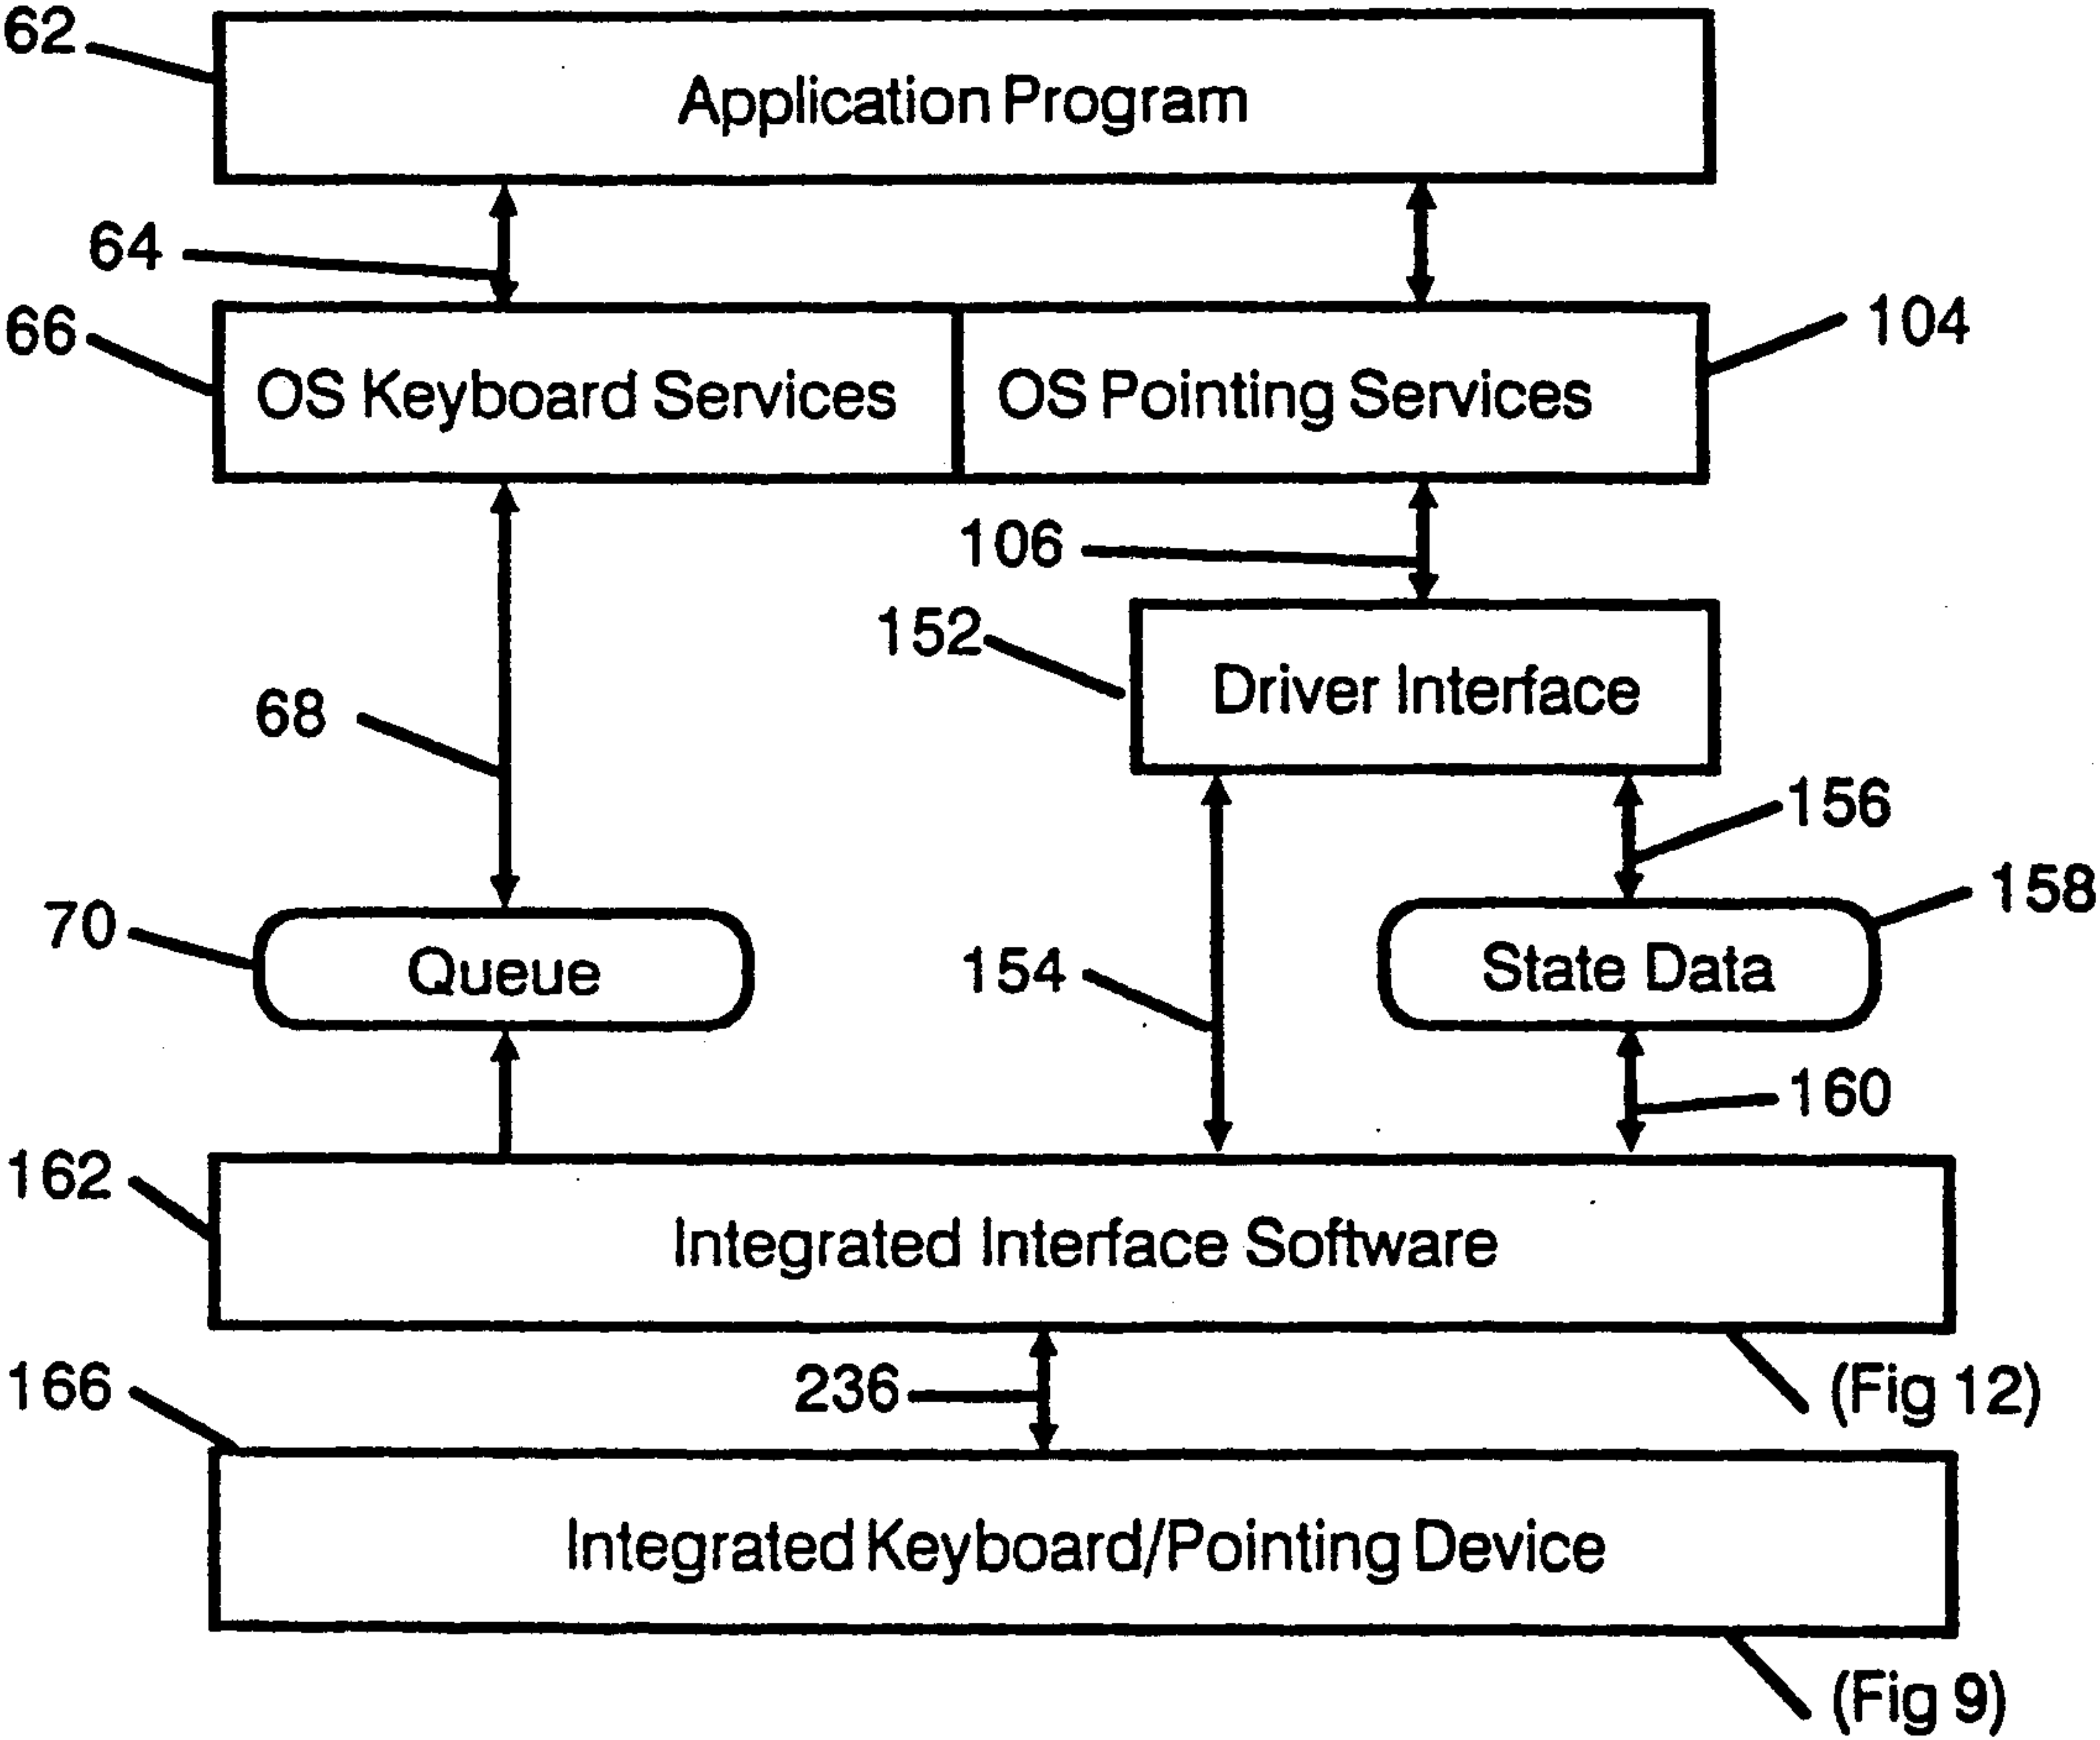 62
Application Program
64
66
OS Keyboard Services
OS Pointing Services
104
106
152
Driver Interface
68
156
158
70
Queue
154
State Data
160
162
Integrated Interface Software
166
236
(Fig 12)
Integrated Keyboard/Pointing Device
(Fig 9)